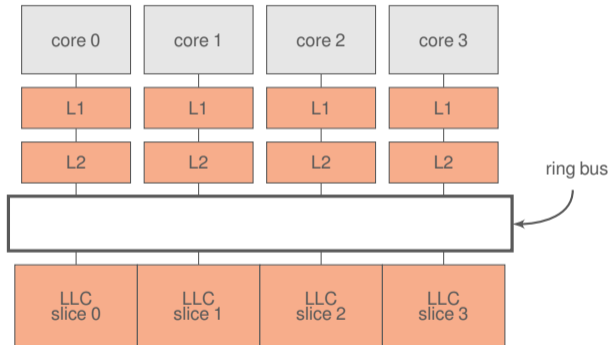 core 0 core 1 core 2 core 3
L1 L1 L1 L1
L2 L2 L2 L2
ring bus
LLC LLC LLC LLC
slice 0 slice 1 slice 2 slice 3